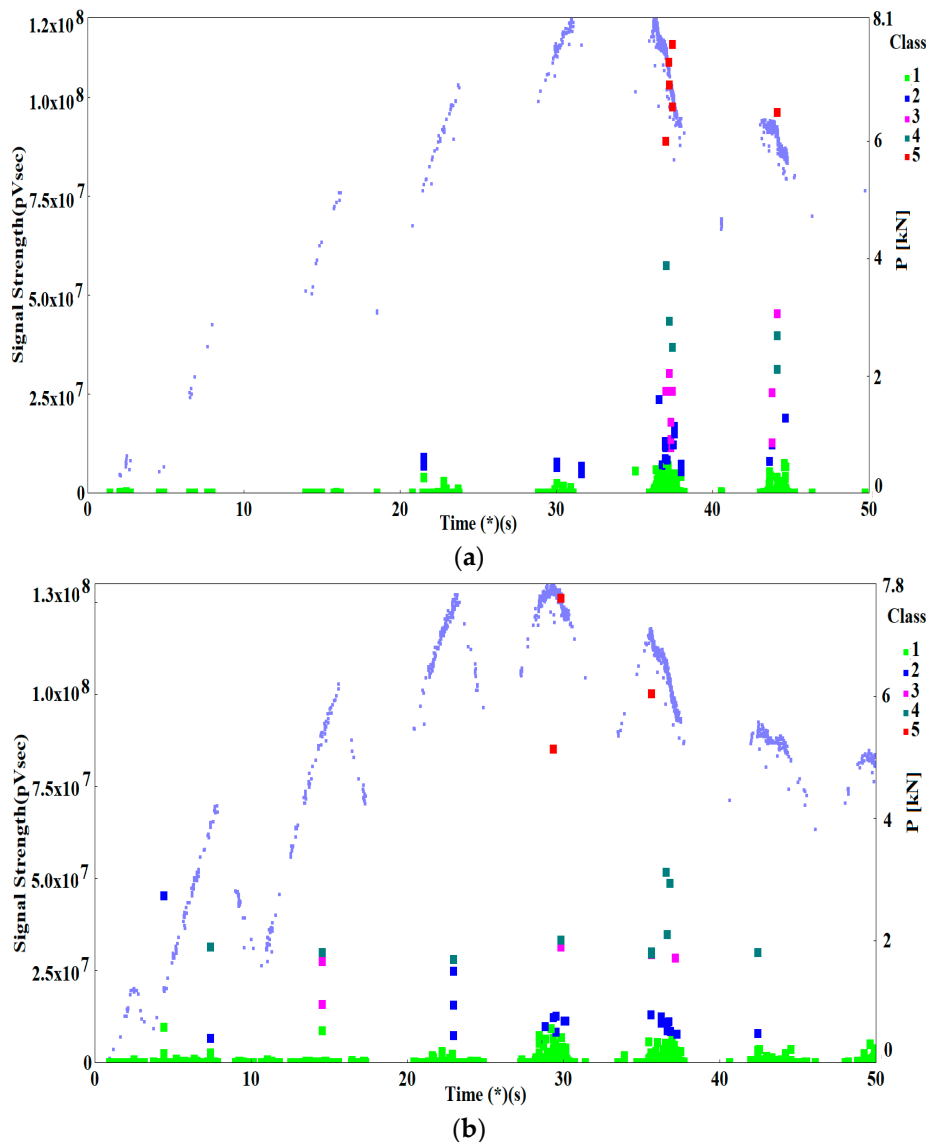 1.2x10^8
1.0x10^8
7.5x10^7
5.0x10^7
2.5x10^7
0
Signal Strength(pVsec)
8.1
6
4
2
0
P [kN]
Class
1
2
3
4
5
0 10 20 30 40 50
Time (*)(s)
(a)
1.3x10^8
1.0x10^8
7.5x10^7
5.0x10^7
2.5x10^7
0
Signal Strength(pVsec)
7.8
6
4
2
0
P [kN]
Class
1
2
3
4
5
0 10 20 30 40 50
Time (*)(s)
(b)